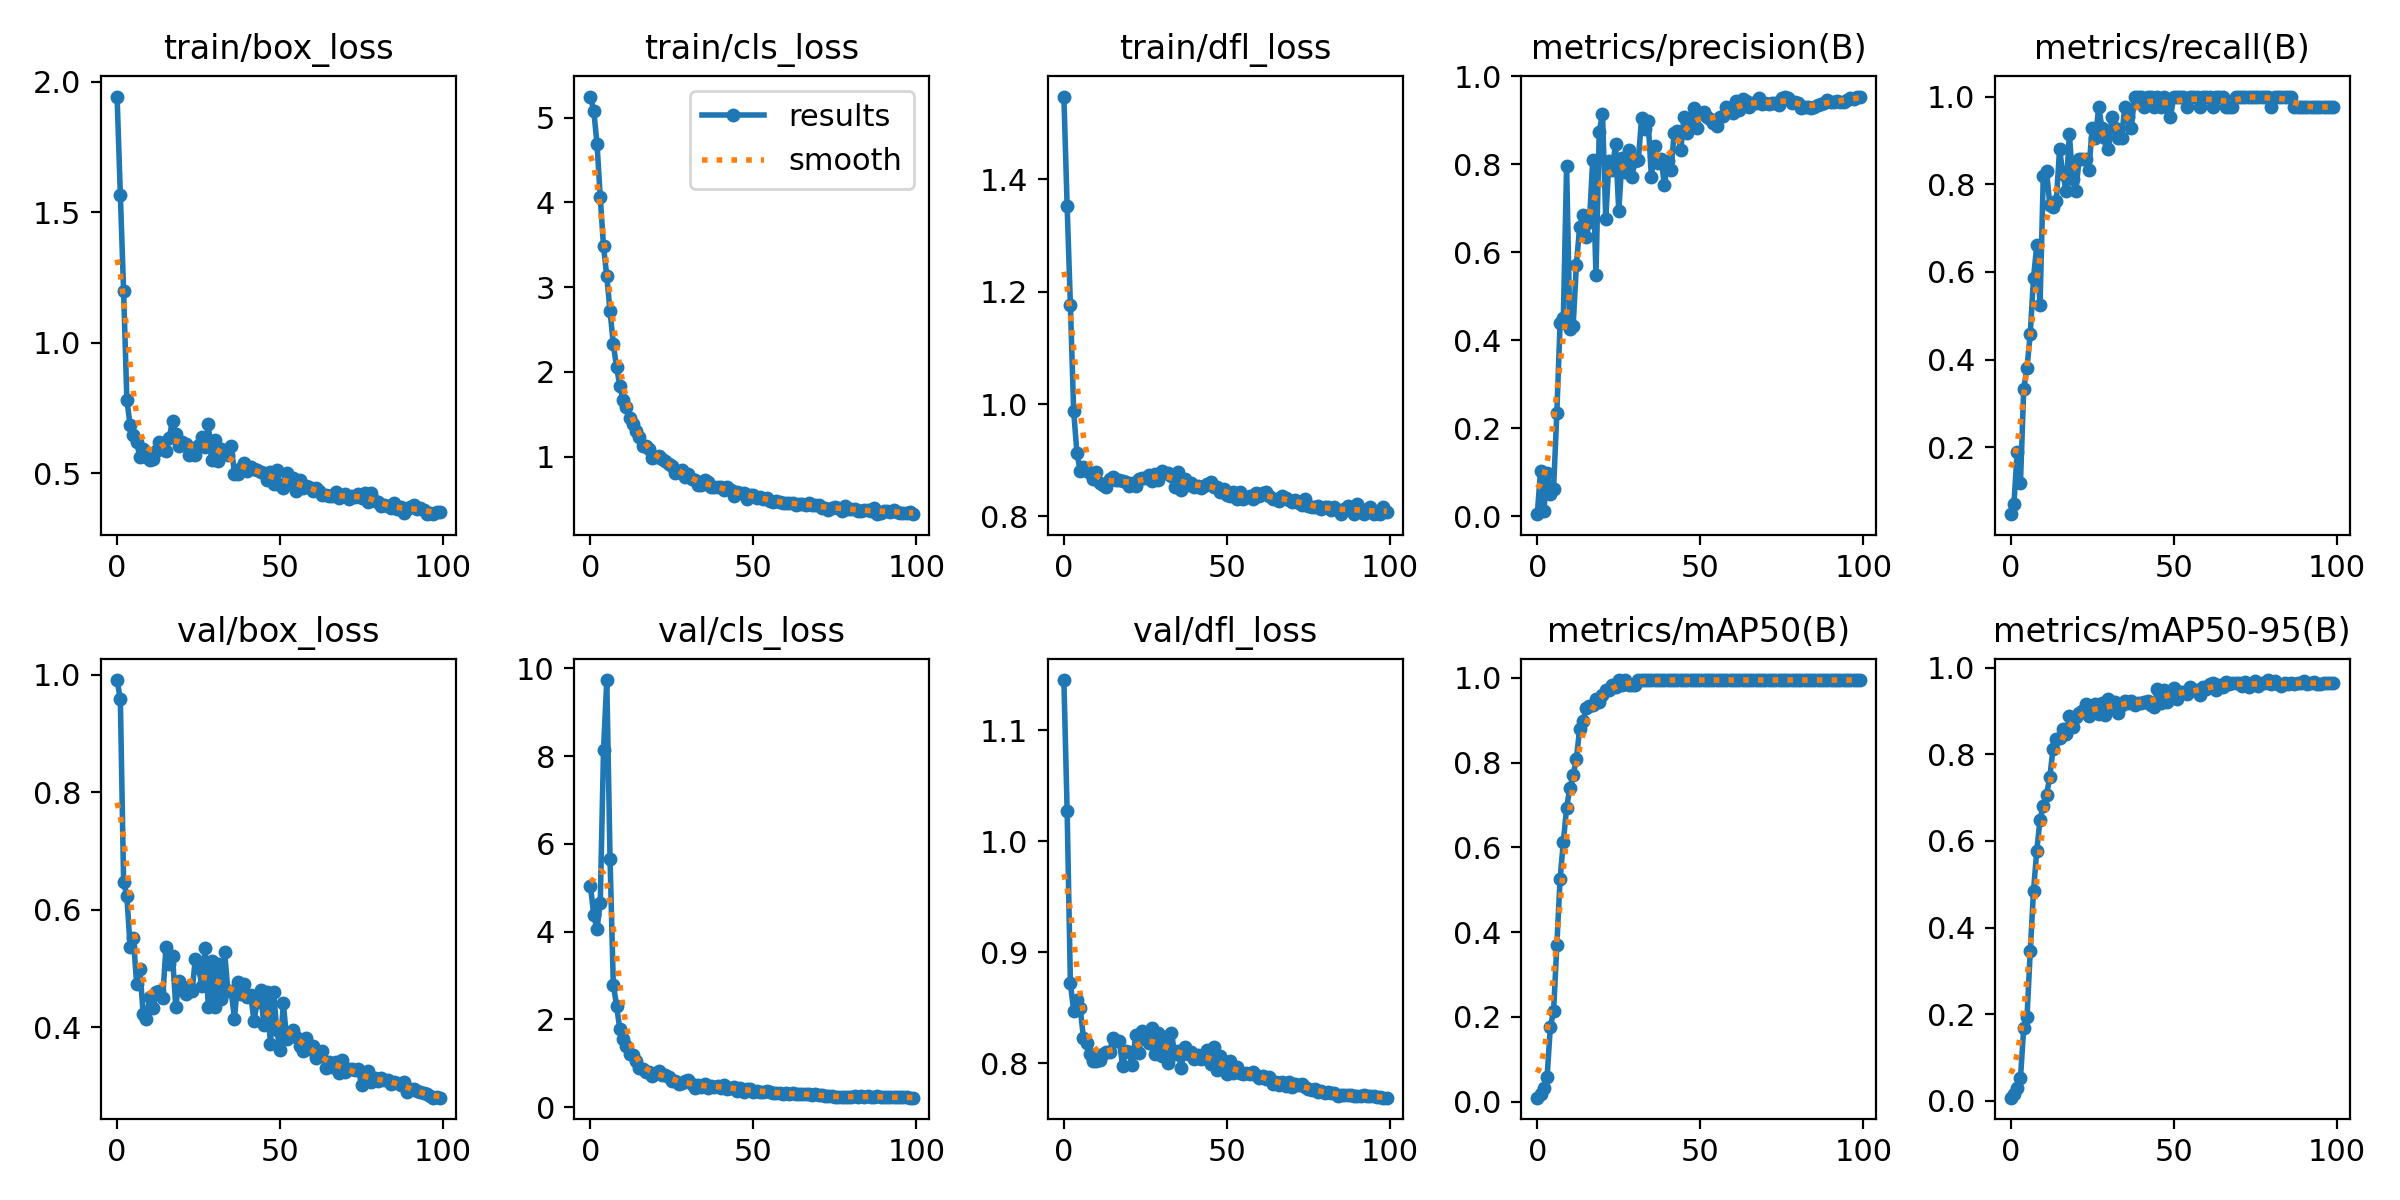 train/box_loss
2.0
1.5
1.0
0.5
0 50 100
train/cls_loss
results
smooth
5
4
3
2
1
0 50 100
train/dfl_loss
1.4
1.2
1.0
0.8
0 50 100
metrics/precision(B)
1.0
0.8
0.6
0.4
0.2
0.0
0 50 100
metrics/recall(B)
1.0
0.8
0.6
0.4
0.2
0 50 100
val/box_loss
1.0
0.8
0.6
0.4
0 50 100
val/cls_loss
10
8
6
4
2
0
0 50 100
val/dfl_loss
1.1
1.0
0.9
0.8
0 50 100
metrics/mAP50(B)
1.0
0.8
0.6
0.4
0.2
0.0
0 50 100
metrics/mAP50-95(B)
1.0
0.8
0.6
0.4
0.2
0.0
0 50 100